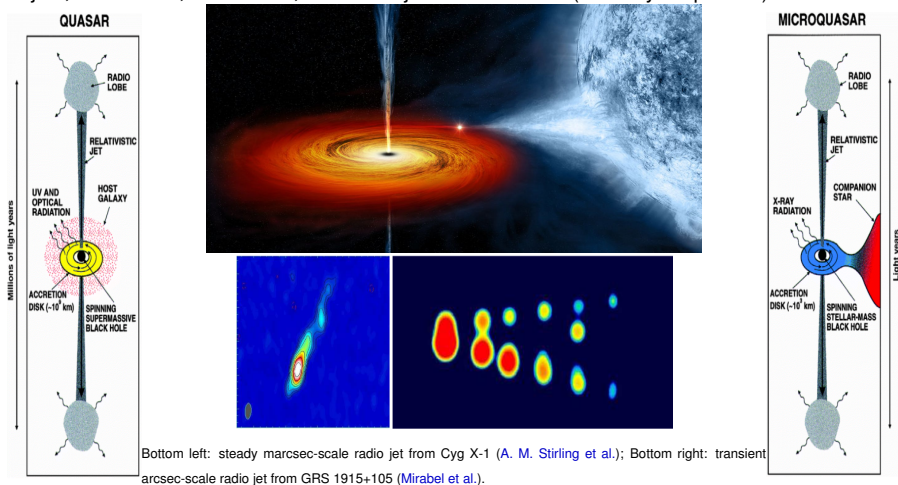 QUASAR
RADIO
LOBE
RELATIVISTIC
JET
UV AND
OPTICAL
RADIATION
HOST
GALAXY
Millions of light years
ACCRETION
DISK (~10⁹ km)
SPINNING
SUPERMASSIVE
BLACK HOLE
MICROQUASAR
RADIO
LOBE
RELATIVISTIC
JET
COMPANION
STAR
X-RAY
RADIATION
Light years
ACCRETION
DISK (~10³ km)
SPINNING
STELLAR-MASS
BLACK HOLE
Bottom left: steady marcsec-scale radio jet from Cyg X-1 (A. M. Stirling et al.); Bottom right: transient
arcsec-scale radio jet from GRS 1915+105 (Mirabel et al.).